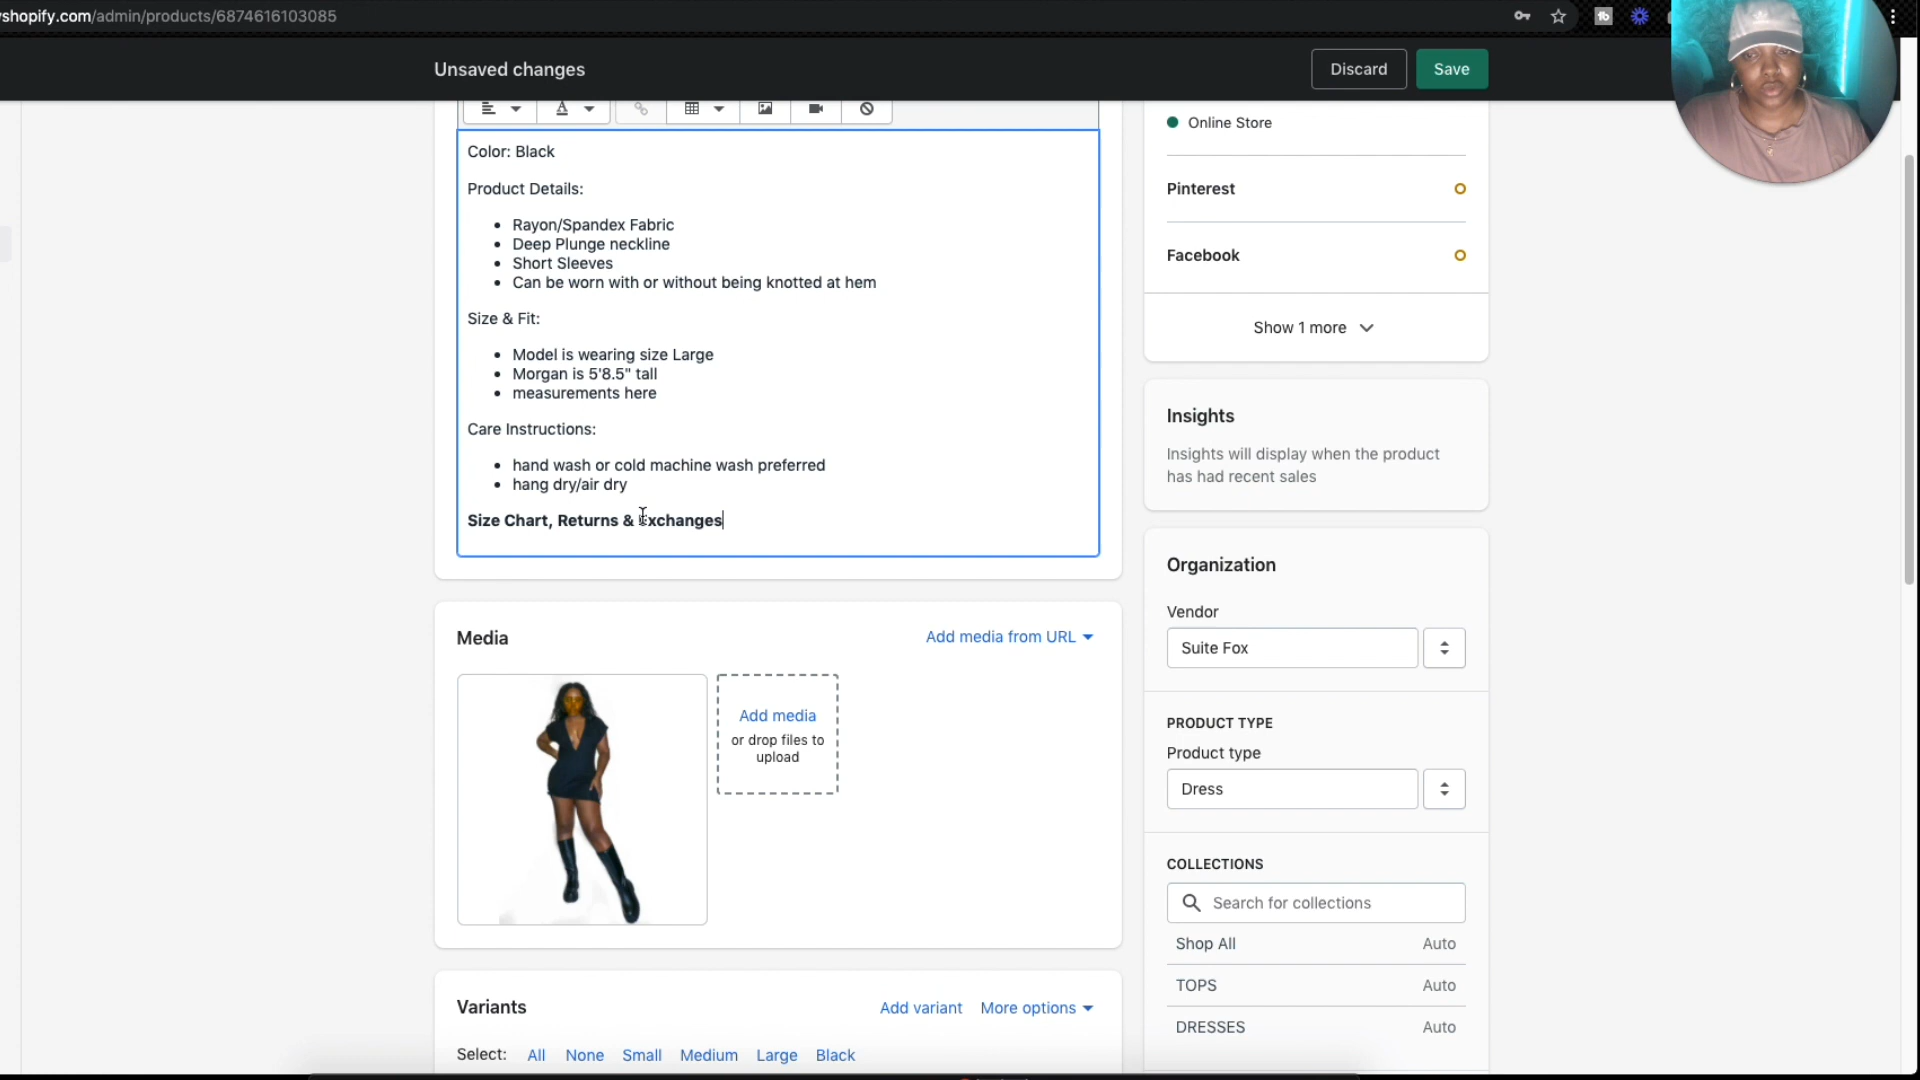 shopify.com/admin/products/6874616103085
Unsaved changes
Discard
Save
Color: Black
Product Details:
Rayon/Spandex Fabric
Deep Plunge neckline
Short Sleeves
Can be worn with or without being knotted at hem
Size & Fit:
Model is wearing size Large
Morgan is 5'8.5" tall
measurements here
Care Instructions:
hand wash or cold machine wash preferred
hang dry/air dry
Size Chart, Returns & Exchanges
Media
Add media from URL
Add media
or drop files to
upload
Variants
Add variant
More options
Select: All None Small Medium Large Black
Online Store
Pinterest
Facebook
Show 1 more
Insights
Insights will display when the product
has had recent sales
Organization
Vendor
Suite Fox
PRODUCT TYPE
Product type
Dress
COLLECTIONS
Search for collections
Shop All Auto
TOPS Auto
DRESSES Auto